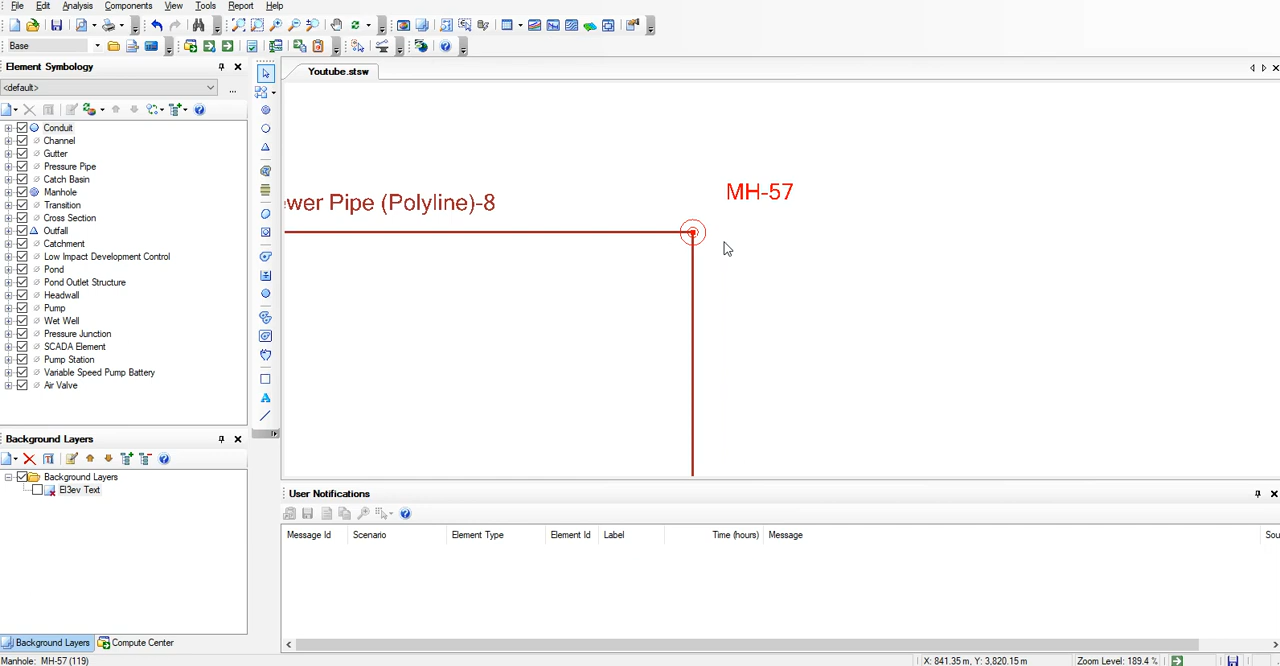 File Edit Analysis Components View Tools Report Help
Base
Element Symbology
<default>
...
Conduit
Channel
Gutter
Pressure Pipe
Catch Basin
Manhole
Transition
Cross Section
Outfall
Catchment
Low Impact Development Control
Pond
Pond Outlet Structure
Headwall
Pump
Wet Well
Pressure Junction
SCADA Element
Pump Station
Variable Speed Pump Battery
Air Valve
Background Layers
Background Layers
El3ev Text
Background Layers Compute Center
Youtube.stsw
MH-57
ewer Pipe (Polyline)-8
User Notifications
Message Id Scenario Element Type Element Id Label Time (hours) Message Sou
Manhole: MH-57 (119) X: 841.35 m, Y: 3,820.15 m Zoom Level: 189.4 %